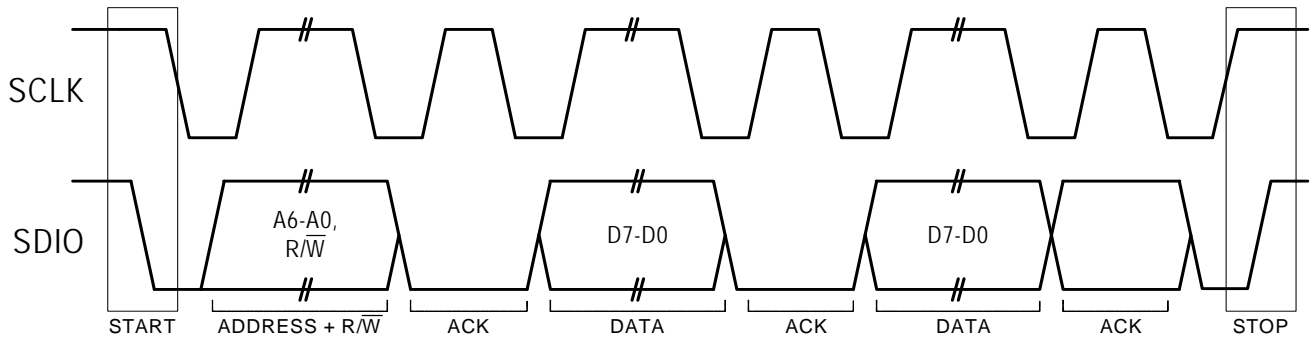 SCLK
SDIO
A6-A0,
R/W̅
D7-D0
D7-D0
START
ADDRESS + R/W̅
ACK
DATA
ACK
DATA
ACK
STOP